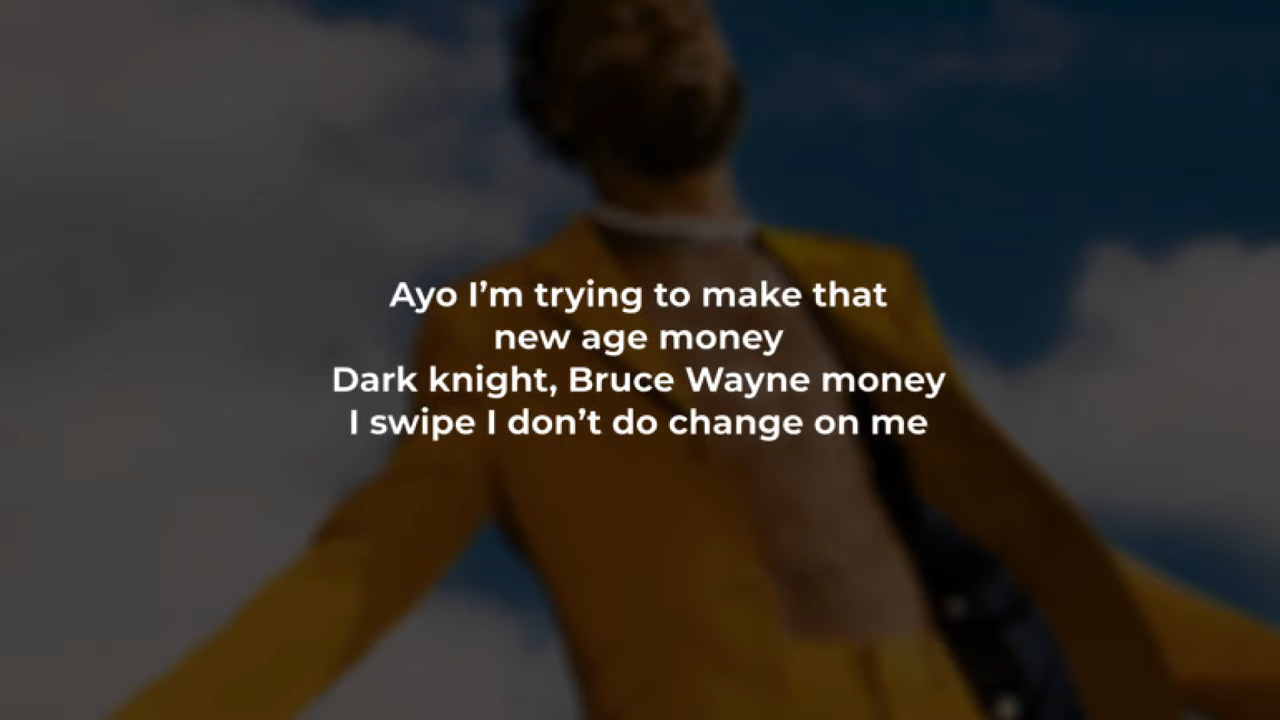 Ayo I’m trying to make that
new age money
Dark knight, Bruce Wayne money
I swipe I don’t do change on me